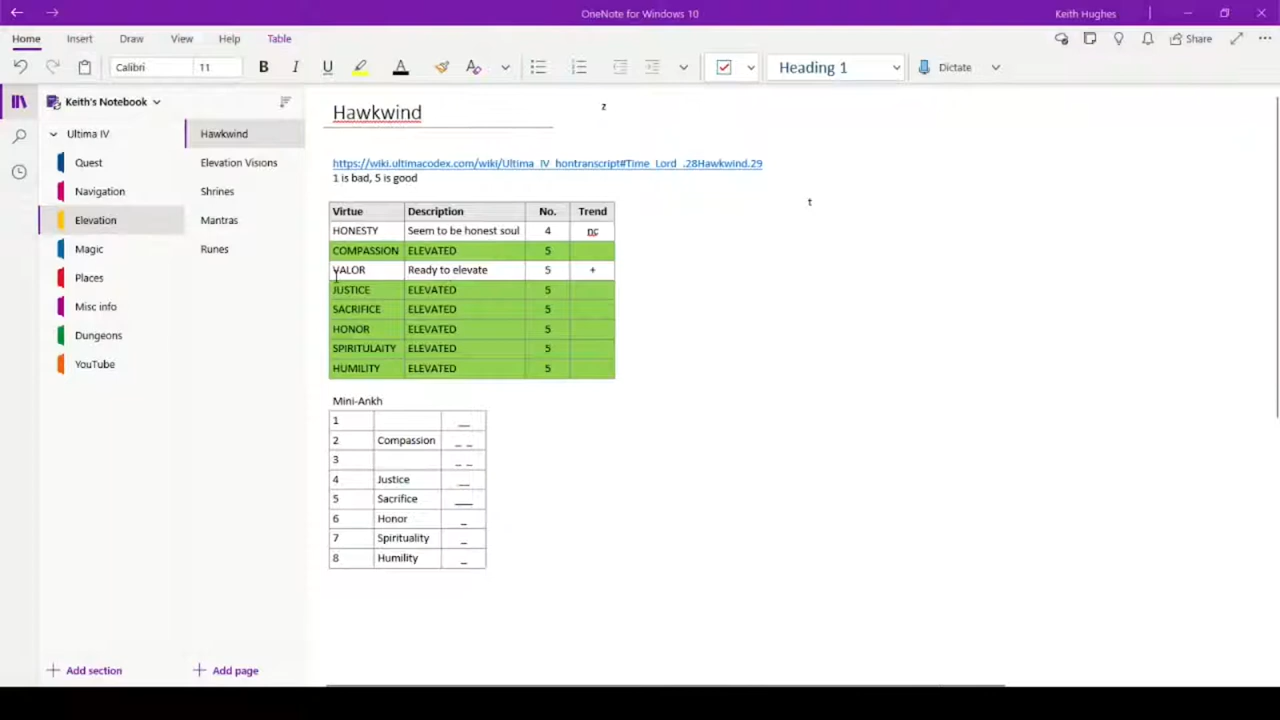 OneNote for Windows 10
Keith Hughes
Home Insert Draw View Help Table
Share
Calibri 11 B I U A Heading 1 Dictate
Keith's Notebook
Ultima IV
Quest
Navigation
Elevation
Magic
Places
Misc info
Dungeons
YouTube
Add section
Hawkwind
Elevation Visions
Shrines
Mantras
Runes
Add page
Hawkwind
z
https://wiki.ultimacodex.com/wiki/Ultima_IV_hontranscript#Time_Lord_.28Hawkwind.29
1 is bad, 5 is good
t
Virtue Description No. Trend
HONESTY Seem to be honest soul 4 nc
COMPASSION ELEVATED 5
VALOR Ready to elevate 5 +
JUSTICE ELEVATED 5
SACRIFICE ELEVATED 5
HONOR ELEVATED 5
SPIRITULAITY ELEVATED 5
HUMILITY ELEVATED 5
Mini-Ankh
1 __
2 Compassion _ _
3 _ _
4 Justice __
5 Sacrifice ___
6 Honor _
7 Spirituality _
8 Humility _